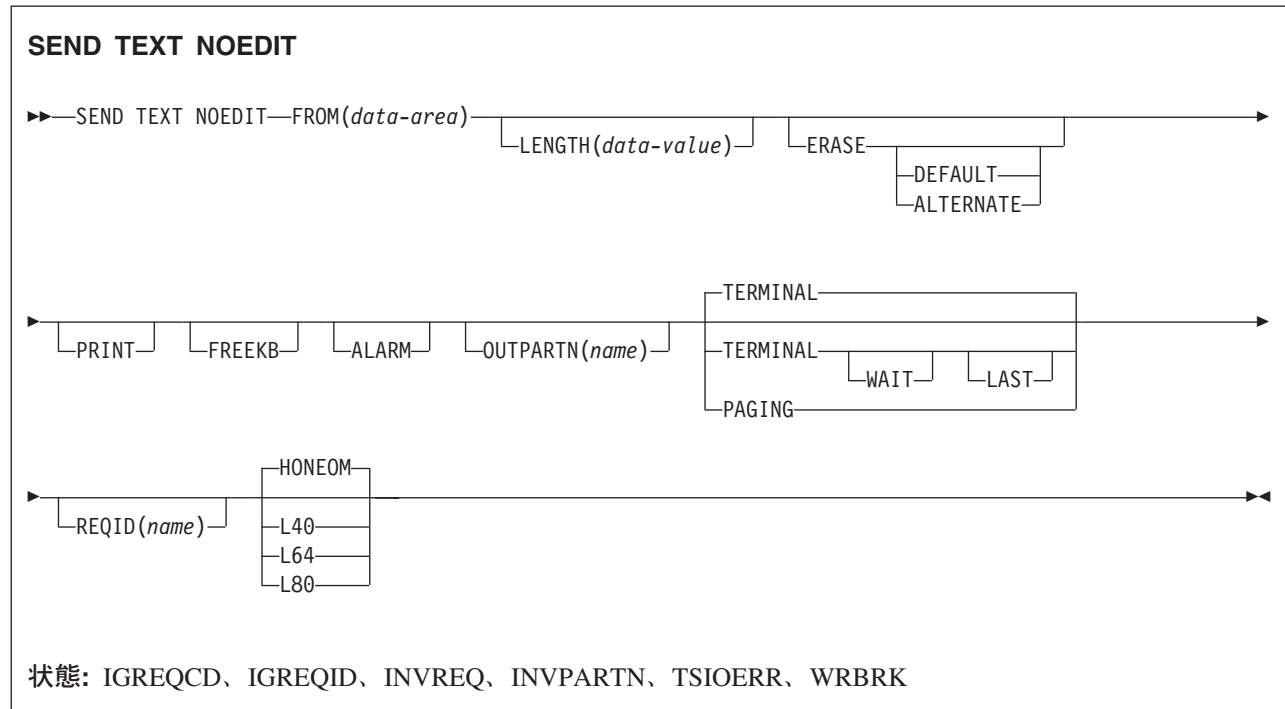 SEND TEXT NOEDIT
SEND TEXT NOEDIT FROM(data-area)
LENGTH(data-value)
ERASE
DEFAULT
ALTERNATE
PRINT
FREEKB
ALARM
OUTPARTN(name)
TERMINAL
TERMINAL
WAIT
LAST
PAGING
REQID(name)
HONEOM
L40
L64
L80
状態: IGREQCD、IGREQID、INVREQ、INVPARTN、TSIOERR、WRBRK